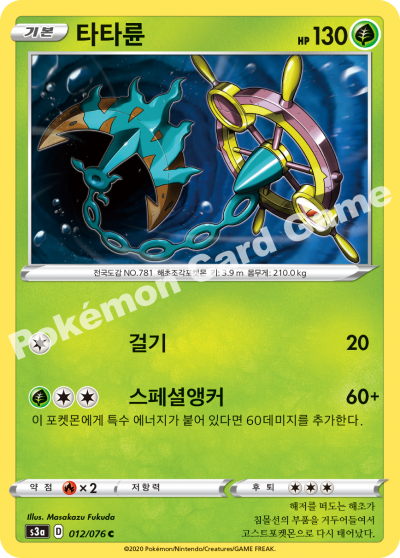 기본 타타륜 HP 130
전국도감 NO.781 해초조각포켓몬 키: 3.9 m 몸무게: 210.0 kg
Pokémon Card Game
걸기 20
스페셜앵커 60+
이 포켓몬에게 특수 에너지가 붙어 있다면 60데미지를 추가한다.
약점 ×2 저항력 후퇴
Illus. Masakazu Fukuda
s3a D 012/076 C
해저를 떠도는 해초가
침몰선의 부품을 거두어들여서
고스트포켓몬으로 다시 태어났다.
©2020 Pokémon/Nintendo/Creatures/GAME FREAK.